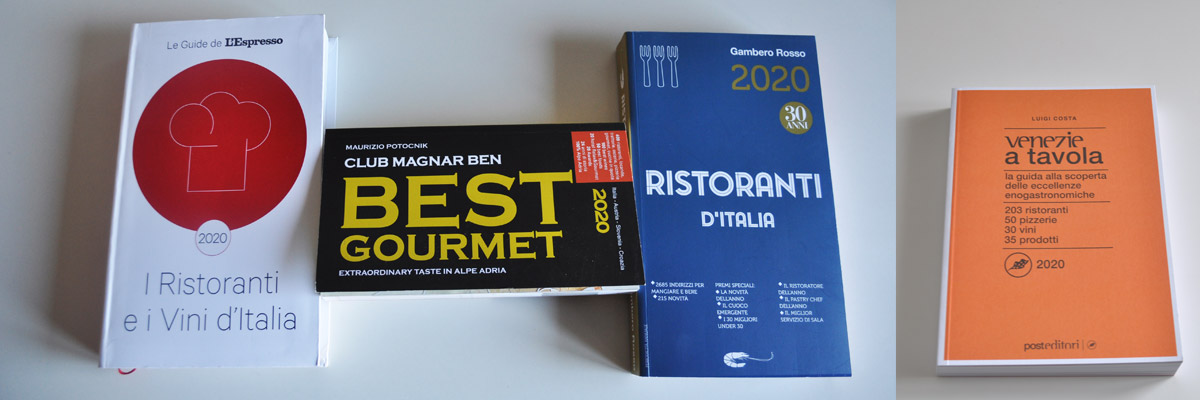 Le Guide de L'Espresso
2020
I Ristoranti
e i Vini d'Italia
MAURIZIO POTOCNIK
CLUB MAGNAR BEN
BEST
GOURMET
2020
EXTRAORDINARY TASTE IN ALPE ADRIA
Italia - Austria - Slovenia - Croazia
Gambero Rosso
2020
30
ANNI
RISTORANTI
D'ITALIA
2685 INDIRIZZI PER
MANGIARE E BERE
215 NOVITÀ
PREMI SPECIALI
LA NOVITÀ
DELL'ANNO
IL CUOCO
EMERGENTE
I 30 MIGLIORI
UNDER 30
IL RISTORATORE
DELL'ANNO
IL PASTRY CHEF
DELL'ANNO
IL MIGLIOR
SERVIZIO DI SALA
LUIGI COSTA
venezie
a tavola
la guida alla scoperta
delle eccellenze
enogastronomiche
203 ristoranti
50 pizzerie
30 vini
35 prodotti
2020
posteditori